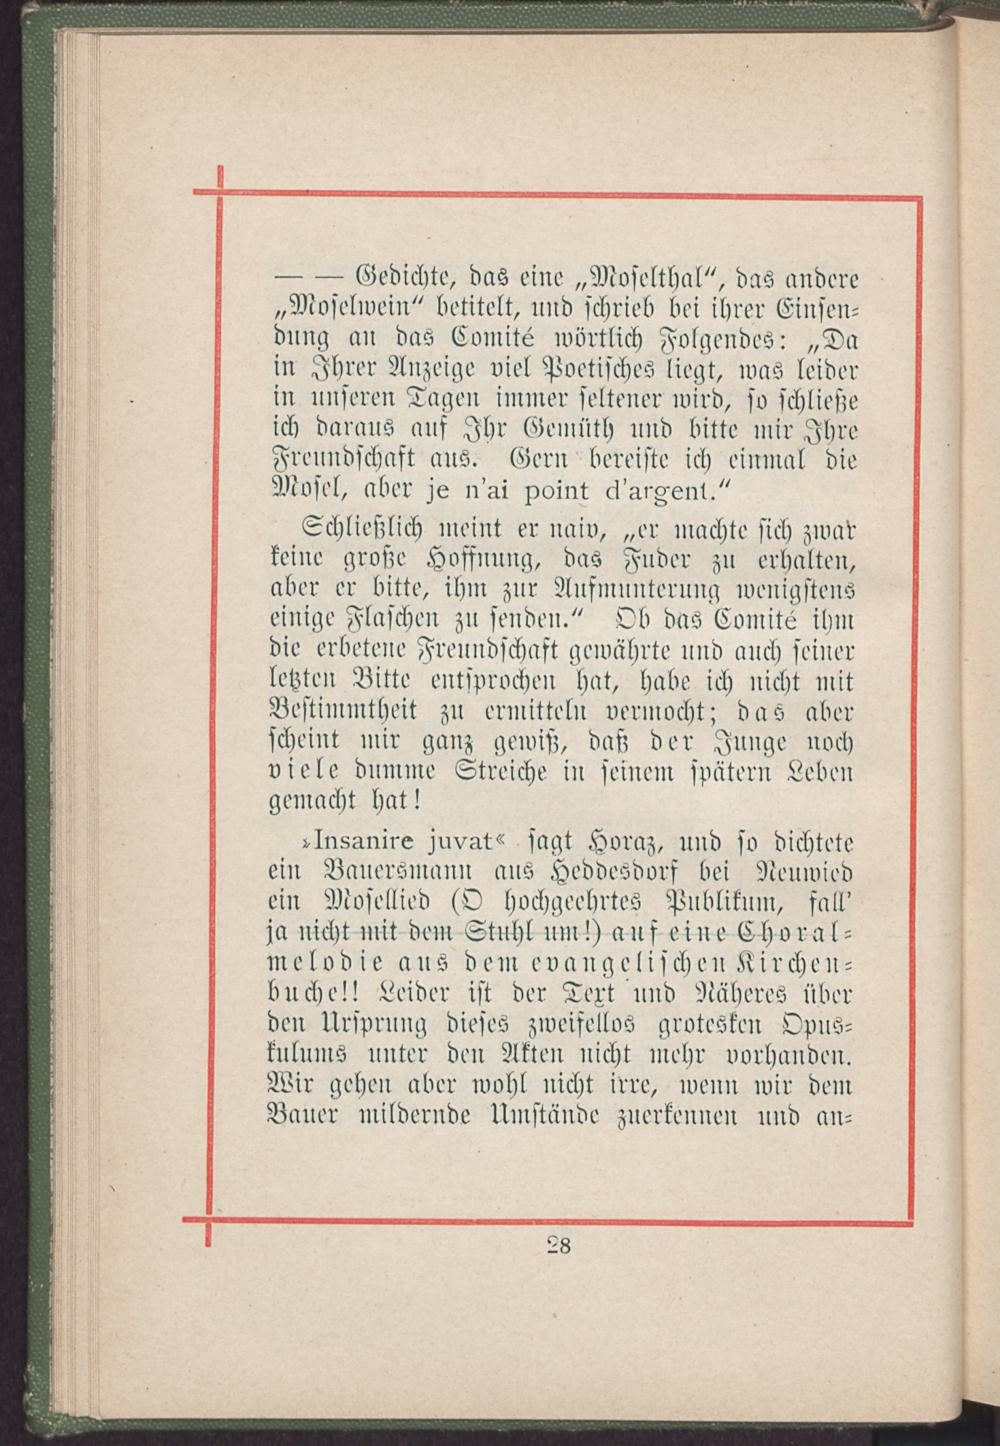 — — Gedichte, das eine „Moselthal“, das andere
„Moselwein“ betitelt, und schrieb bei ihrer Einsen-
dung an das Comité wörtlich Folgendes: „Da
in Ihrer Anzeige viel Poetisches liegt, was leider
in unseren Tagen immer seltener wird, so schließe
ich daraus auf Ihr Gemüth und bitte mir Ihre
Freundschaft aus. Gern bereiste ich einmal die
Mosel, aber je n'ai point d'argent.“
Schließlich meint er naiv, „er machte sich zwar
keine große Hoffnung, das Fuder zu erhalten,
aber er bitte, ihm zur Aufmunterung wenigstens
einige Flaschen zu senden.“ Ob das Comité ihm
die erbetene Freundschaft gewährte und auch seiner
letzten Bitte entsprochen hat, habe ich nicht mit
Bestimmtheit zu ermitteln vermocht; das aber
scheint mir ganz gewiß, daß der Junge noch
viele dumme Streiche in seinem spätern Leben
gemacht hat!
»Insanire juvat« sagt Horaz, und so dichtete
ein Bauersmann aus Heddesdorf bei Neuwied
ein Mosellied (O hochgeehrtes Publikum, fall'
ja nicht mit dem Stuhl um!) auf eine Choral-
melodie aus dem evangelischen Kirchen-
buche!! Leider ist der Text und Näheres über
den Ursprung dieses zweifellos grotesken Opus-
kulums unter den Akten nicht mehr vorhanden.
Wir gehen aber wohl nicht irre, wenn wir dem
Bauer mildernde Umstände zuerkennen und an-
28